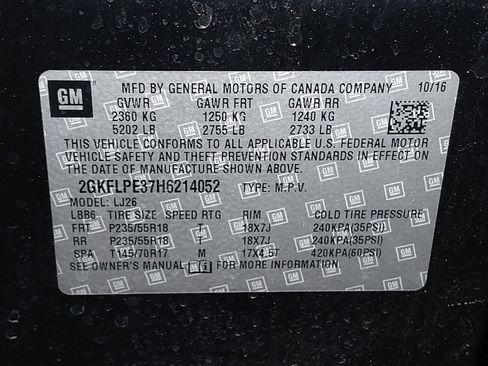 GM
MFD BY GENERAL MOTORS OF CANADA COMPANY 10/16
GVWR GAWR FRT GAWR RR
2360 KG 1250 KG 1240 KG
5202 LB 2755 LB 2733 LB
THIS VEHICLE CONFORMS TO ALL APPLICABLE U.S. FEDERAL MOTOR
VEHICLE SAFETY AND THEFT PREVENTION STANDARDS IN EFFECT ON
THE DATE OF MANUFACTURE SHOWN ABOVE.
2GKFLPE37H6214052 TYPE: M.P.V.
MODEL: LJ26
LBB6 TIRE SIZE SPEED RTG RIM COLD TIRE PRESSURE
FRT P235/55R18 T 18X7J 240KPA(35PSI)
RR P235/55R18 T 18X7J 240KPA(35PSI)
SPA T145/70R17 M 17X4.5T 420KPA(60PSI)
SEE OWNER'S MANUAL